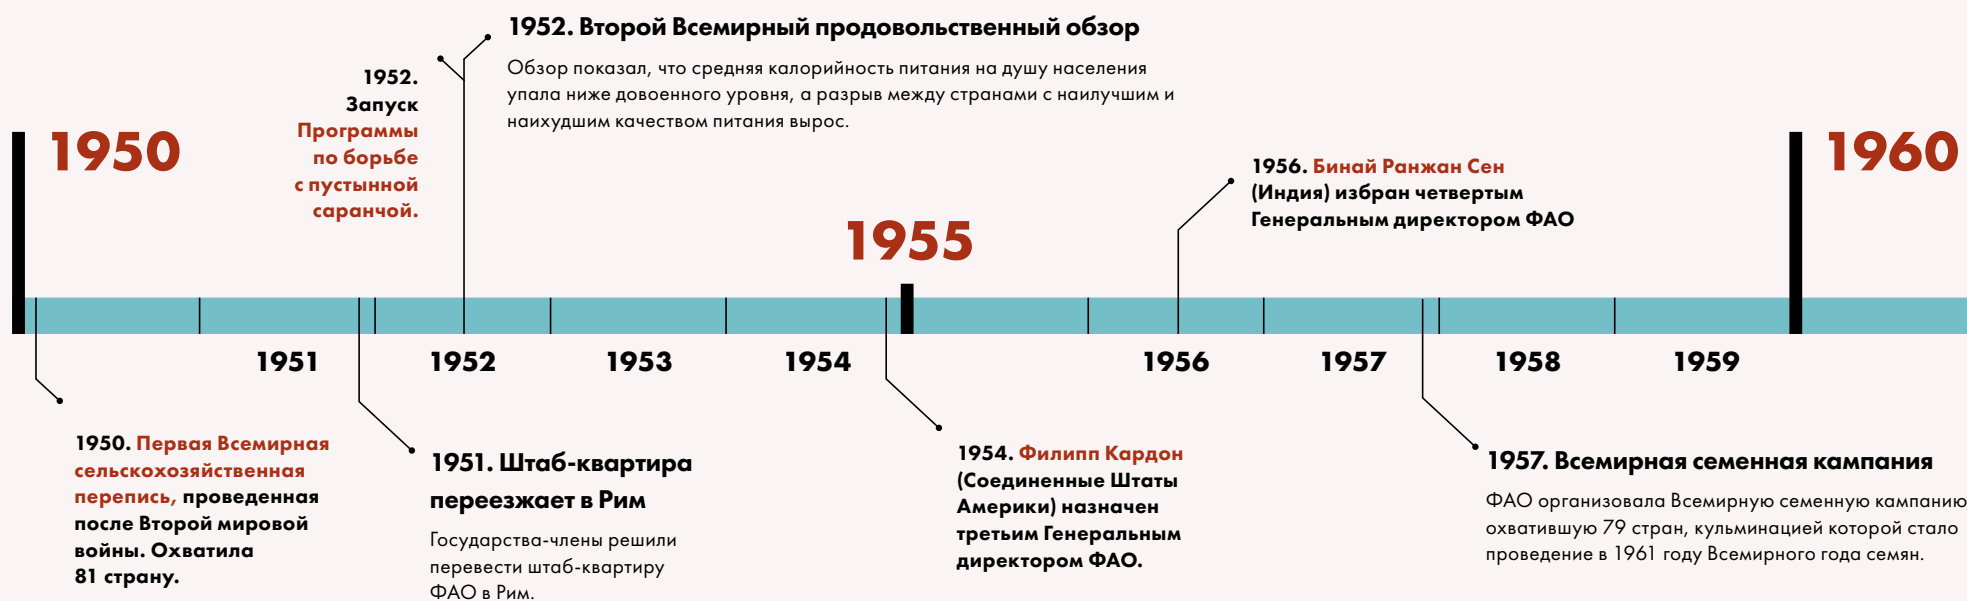 1952. Второй Всемирный продовольственный обзор
Обзор показал, что средняя калорийность питания на душу населения
упала ниже довоенного уровня, а разрыв между странами с наилучшим и
наихудшим качеством питания вырос.
1952.
Запуск
Программы
по борьбе
с пустынной
саранчой.
1950
1956. Бинай Ранжан Сен
(Индия) избран четвертым
Генеральным директором ФАО
1960
1955
1951
1952
1953
1954
1956
1957
1958
1959
1950. Первая Всемирная
сельскохозяйственная
перепись, проведенная
после Второй мировой
войны. Охватила
81 страну.
1951. Штаб-квартира
переезжает в Рим
Государства-члены решили
перевести штаб-квартиру
ФАО в Рим.
1954. Филипп Кардон
(Соединенные Штаты
Америки) назначен
третьим Генеральным
директором ФАО.
1957. Всемирная семенная кампания
ФАО организовала Всемирную семенную кампанию
охватившую 79 стран, кульминацией которой стало
проведение в 1961 году Всемирного года семян.